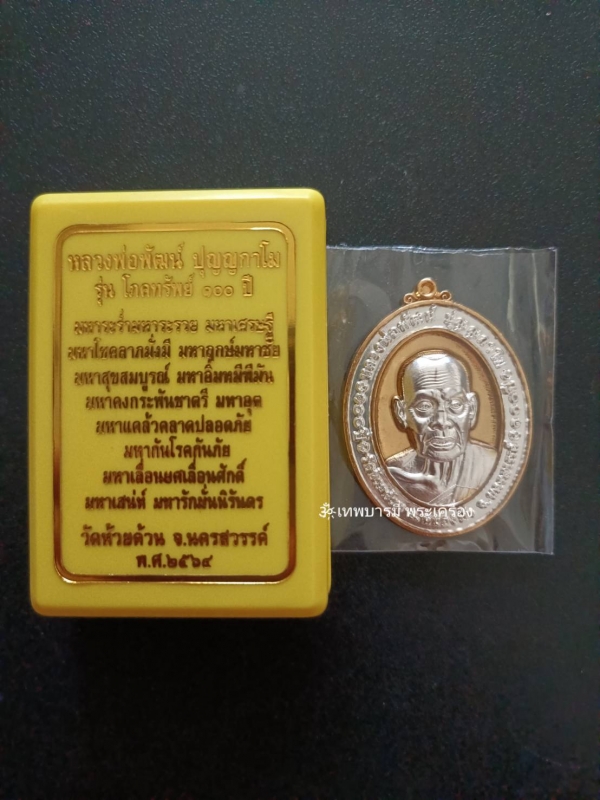 หลวงพ่อพัฒน์ ปุญญกาโม
รุ่น โภคทรัพย์ ๑๐๐ ปี
มหาร่ำมหารวย มหาเศรษฐี
มหาโชคลาภมั่งมี มหาฤกษ์มหาชัย
มหาสุขสมบูรณ์ มหาอิ่มหมีพีมัน
มหาคงกระพันชาตรี มหาอุด
มหาแคล้วคลาดปลอดภัย
มหากันโรคกันภัย
มหาเลื่อนยศเลื่อนศักดิ์
มหาเสน่ห์ มหารักมั่นนิรันดร
วัดห้วยด้วน จ.นครสวรรค์
พ.ศ.๒๕๖๔
เทพบารมี พระเครื่อง